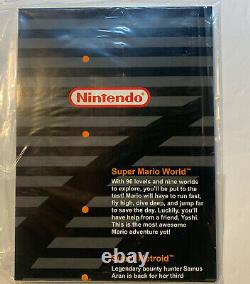 Nintendo
Super Mario World™
With 96 levels and nine worlds
to explore, you'll be put to the
test! Mario will have to run fast,
fly high, dive deep, and jump far
to save the day. Luckily, you'll
have help from a friend, Yoshi.
This is the most awesome
Mario adventure yet!
Metroid™
Legendary bounty hunter Samus
Aran is back for her third
owlrelay.com